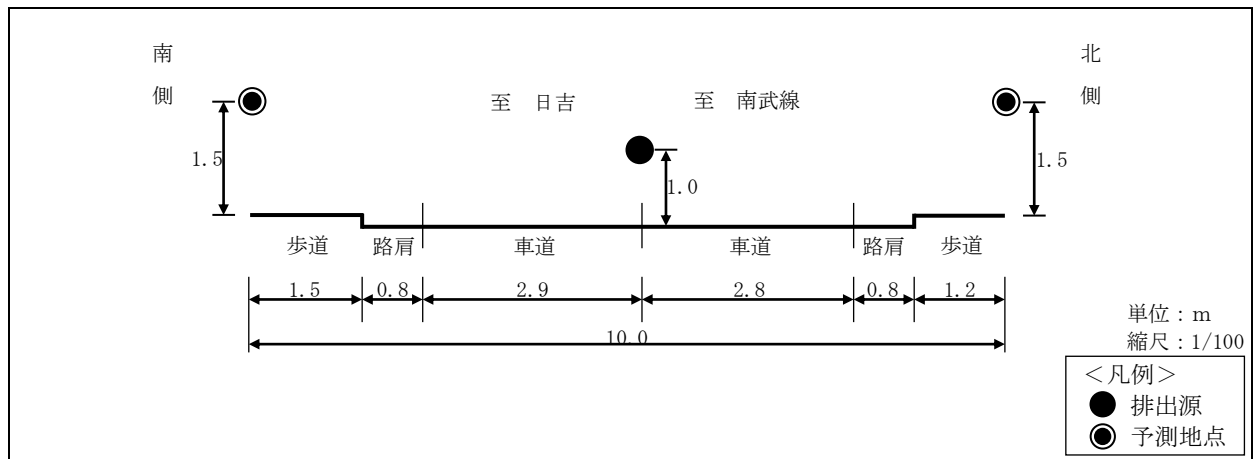 南側
北側
至 日吉
至 南武線
1.5
1.0
1.5
歩道
路肩
車道
車道
路肩
歩道
1.5
0.8
2.9
2.8
0.8
1.2
10.0
単位：m
縮尺：1/100
＜凡例＞
排出源
予測地点